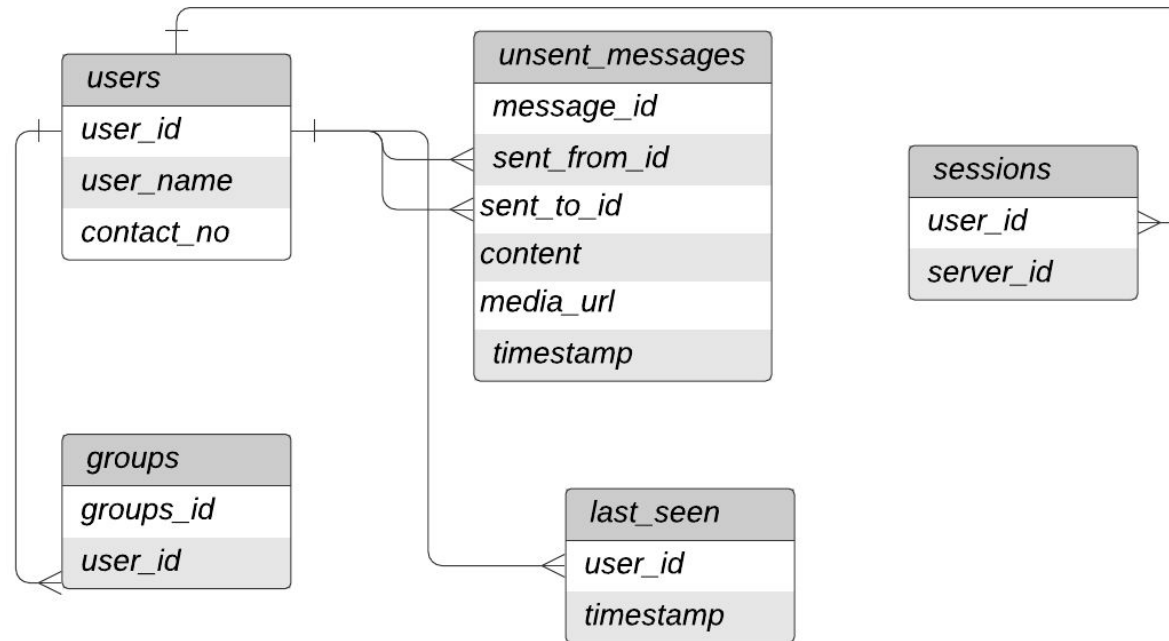 users
user_id
user_name
contact_no
unsent_messages
message_id
sent_from_id
sent_to_id
content
media_url
timestamp
sessions
user_id
server_id
groups
groups_id
user_id
last_seen
user_id
timestamp